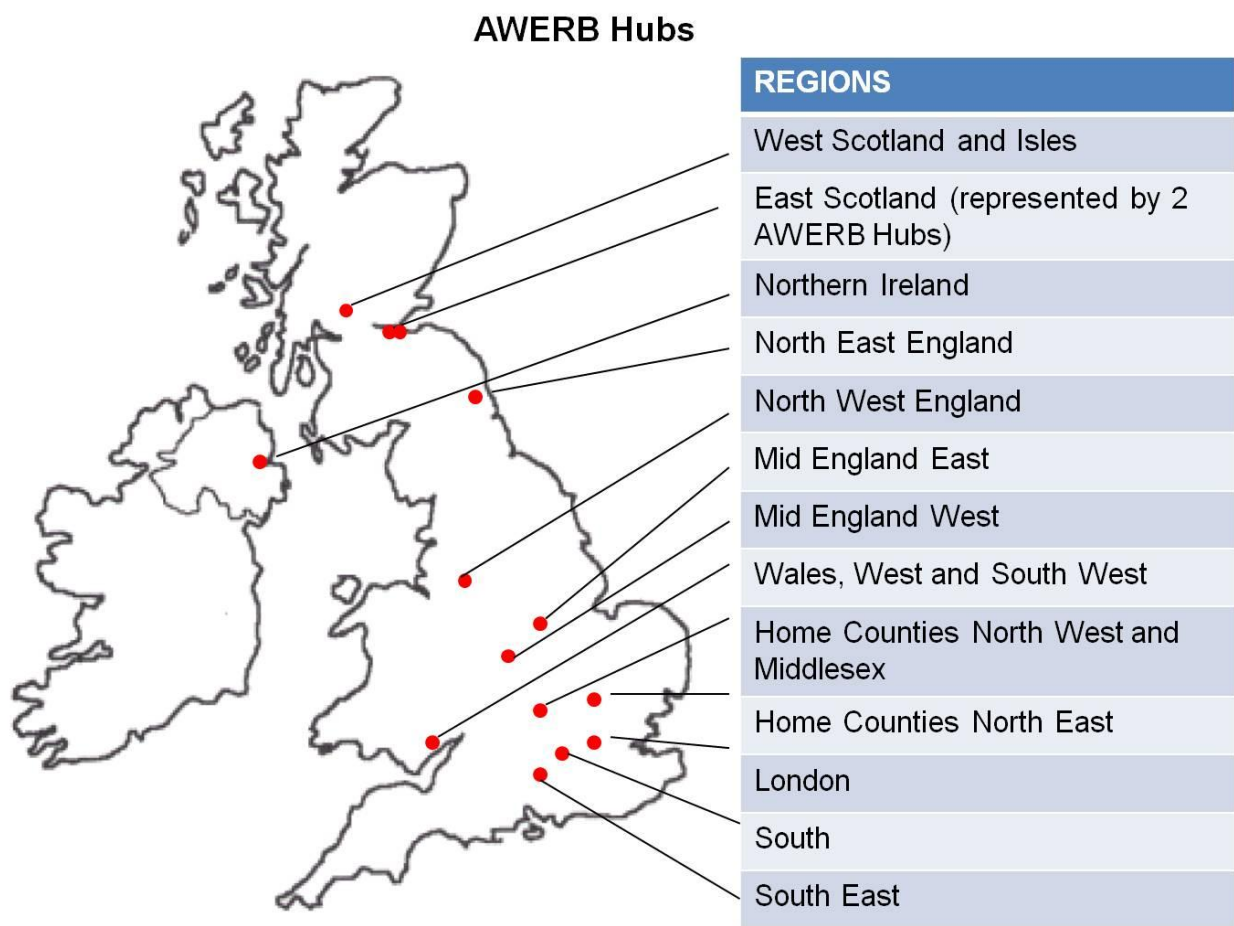 AWERB Hubs
REGIONS
West Scotland and Isles
East Scotland (represented by 2
AWERB Hubs)
Northern Ireland
North East England
North West England
Mid England East
Mid England West
Wales, West and South West
Home Counties North West and
Middlesex
Home Counties North East
London
South
South East